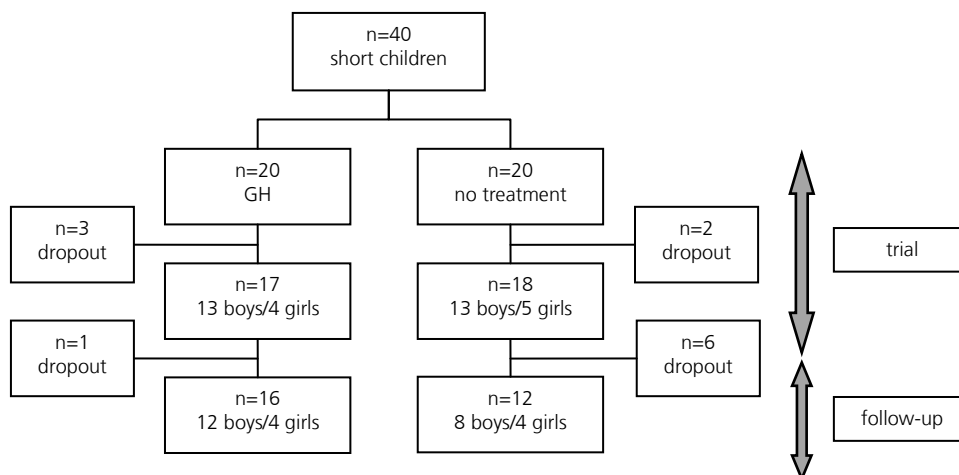 n=40
short children
n=20
GH
n=20
no treatment
n=3
dropout
n=2
dropout
trial
n=17
13 boys/4 girls
n=18
13 boys/5 girls
n=1
dropout
n=6
dropout
n=16
12 boys/4 girls
n=12
8 boys/4 girls
follow-up